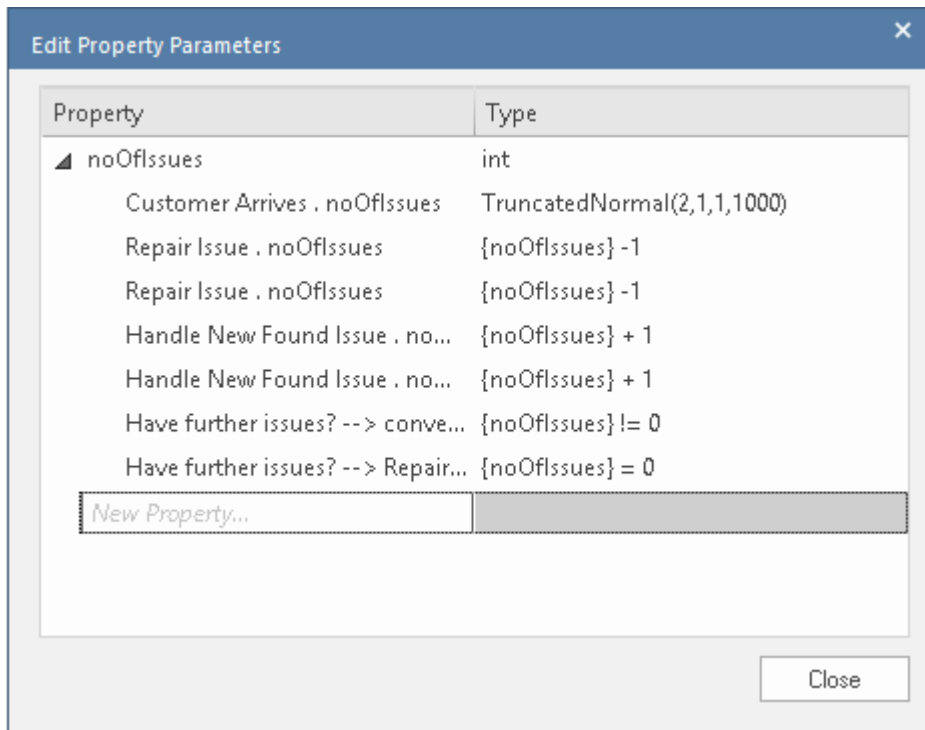 Edit Property Parameters
Property Type
noOfIssues int
Customer Arrives . noOfIssues TruncatedNormal(2,1,1,1000)
Repair Issue . noOfIssues {noOfIssues} -1
Repair Issue . noOfIssues {noOfIssues} -1
Handle New Found Issue . no... {noOfIssues} + 1
Handle New Found Issue . no... {noOfIssues} + 1
Have further issues? --> conve... {noOfIssues} != 0
Have further issues? --> Repair... {noOfIssues} = 0
New Property...
Close